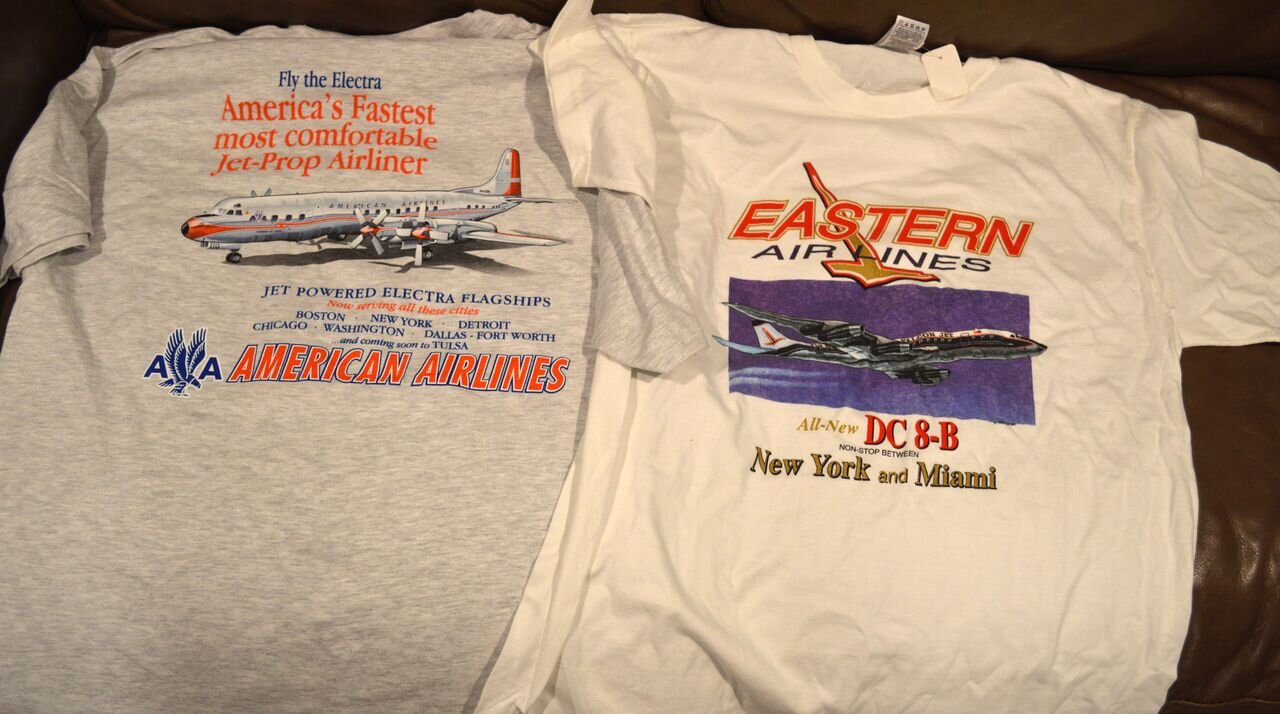 Fly the Electra
America's Fastest
most comfortable
Jet-Prop Airliner
AMERICAN AIRLINES
JET POWERED ELECTRA FLAGSHIPS
Now serving all these cities
BOSTON · NEW YORK · DETROIT
CHICAGO · WASHINGTON · DALLAS - FORT WORTH
...and coming soon to TULSA
AA AMERICAN AIRLINES
EASTERN
AIR LINES
All-New DC 8-B
NON-STOP BETWEEN
New York and Miami